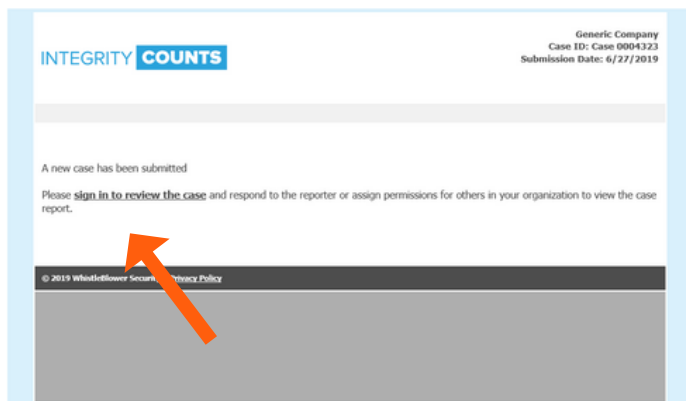 Generic Company
Case ID: Case 0004323
Submission Date: 6/27/2019
INTEGRITY COUNTS
A new case has been submitted
Please sign in to review the case and respond to the reporter or assign permissions for others in your organization to view the case
report.
© 2019 WhistleBlower Privacy Policy